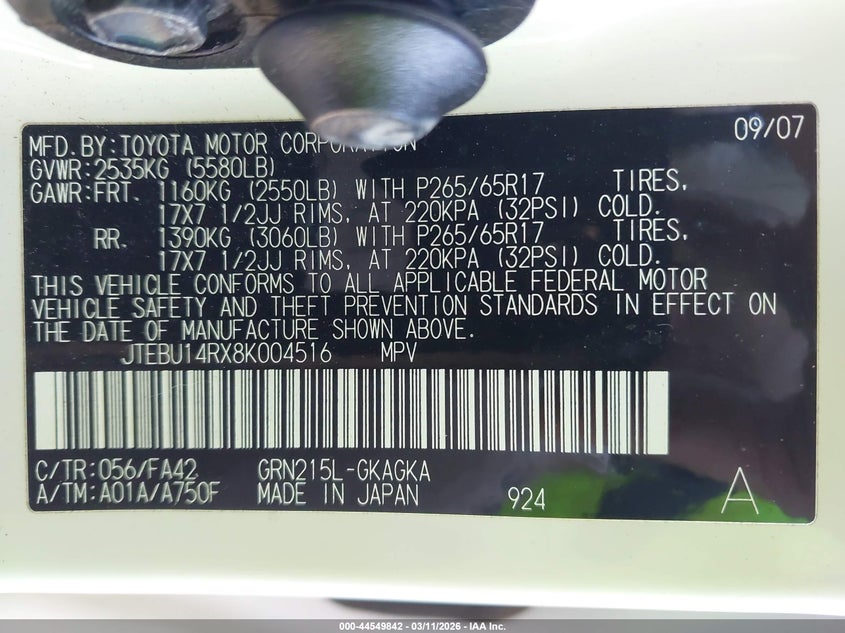 MFD.BY:TOYOTA MOTOR CORPORATION 09/07
GVWR:2535KG (5580LB)
GAWR:FRT. 1160KG (2550LB) WITH P265/65R17 TIRES,
17X7 1/2JJ RIMS, AT 220KPA (32PSI) COLD.
RR. 1390KG (3060LB) WITH P265/65R17 TIRES,
17X7 1/2JJ RIMS, AT 220KPA (32PSI) COLD.
THIS VEHICLE CONFORMS TO ALL APPLICABLE FEDERAL MOTOR
VEHICLE SAFETY AND THEFT PREVENTION STANDARDS IN EFFECT ON
THE DATE OF MANUFACTURE SHOWN ABOVE.
JTEBU14RX8K004516 MPV
C/TR:056/FA42 GRN215L-GKAGKA
A/TM:A01A/A750F MADE IN JAPAN 924 A
000-44549842 - 03/11/2026 - IAA Inc.